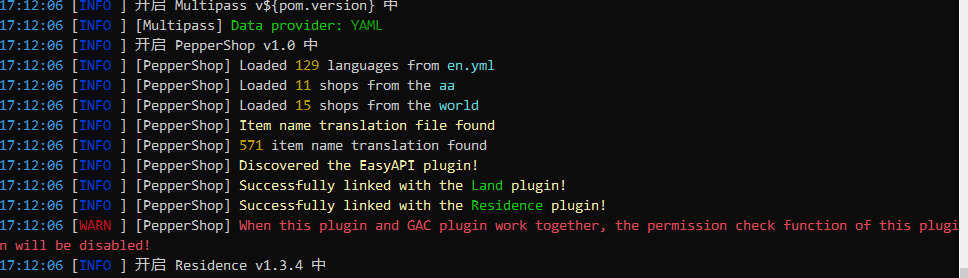 17:12:06 [INFO ] 开启 Multipass v${pom.version} 中
17:12:06 [INFO ] [Multipass] Data provider: YAML
17:12:06 [INFO ] 开启 PepperShop v1.0 中
17:12:06 [INFO ] [PepperShop] Loaded 129 languages from en.yml
17:12:06 [INFO ] [PepperShop] Loaded 11 shops from the aa
17:12:06 [INFO ] [PepperShop] Loaded 15 shops from the world
17:12:06 [INFO ] [PepperShop] Item name translation file found
17:12:06 [INFO ] [PepperShop] 571 item name translation found
17:12:06 [INFO ] [PepperShop] Discovered the EasyAPI plugin!
17:12:06 [INFO ] [PepperShop] Successfully linked with the Land plugin!
17:12:06 [INFO ] [PepperShop] Successfully linked with the Residence plugin!
17:12:06 [WARN ] [PepperShop] When this plugin and GAC plugin work together, the permission check function of this plugi
n will be disabled!
17:12:06 [INFO ] 开启 Residence v1.3.4 中